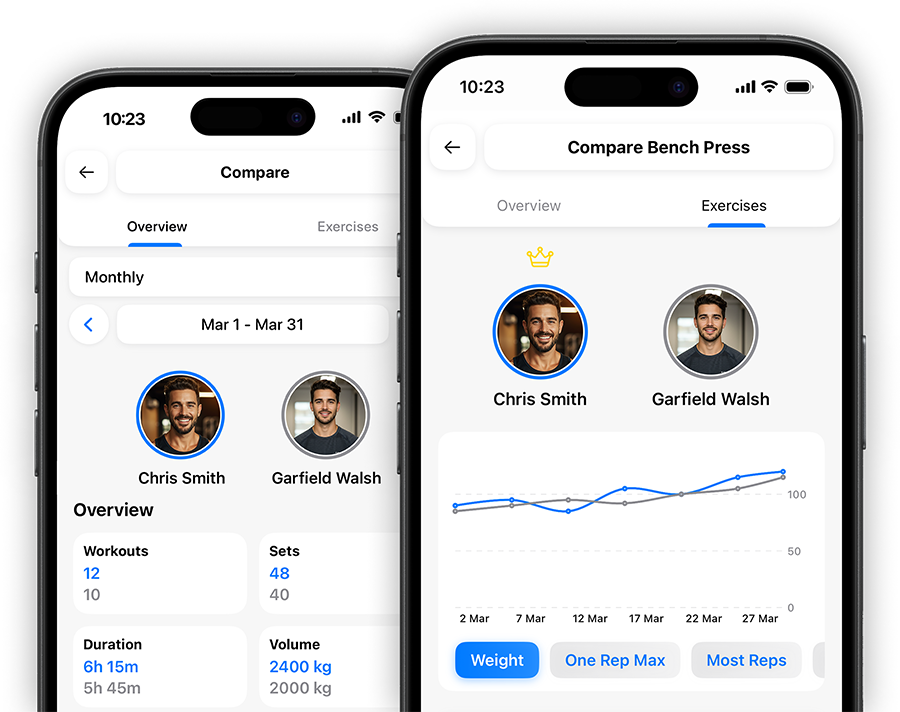 10:23
Compare
Overview
Exercises
Monthly
Mar 1 - Mar 31
Chris Smith
Garfield Walsh
Overview
Workouts
12
10
Sets
48
40
Duration
6h 15m
5h 45m
Volume
2400 kg
2000 kg
10:23
Compare Bench Press
Overview
Exercises
Chris Smith
Garfield Walsh
100
50
0
2 Mar 7 Mar 12 Mar 17 Mar 22 Mar 27 Mar
Weight
One Rep Max
Most Reps